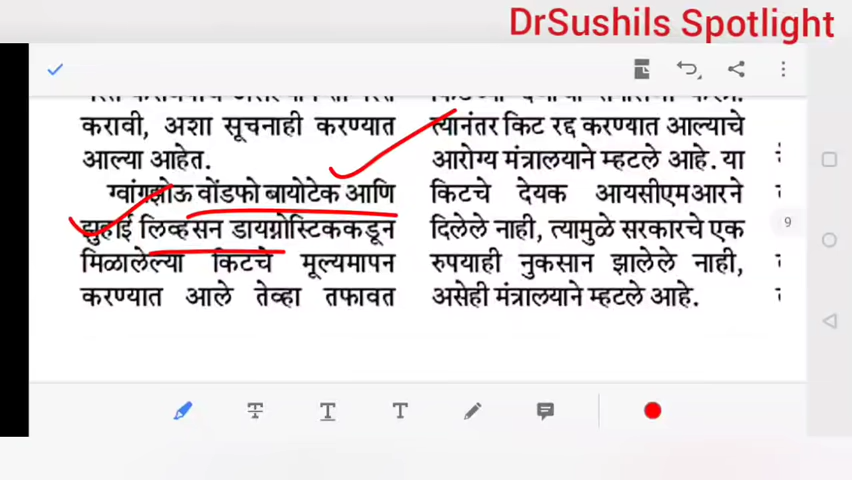 DrSushils Spotlight
करावी, अशा सूचनाही करण्यात
आल्या आहेत.
ग्वांगझोऊ वोंडफो बायोटेक आणि
झुहाई लिव्हसन डायग्नोस्टिककडून
मिळालेल्या किटचे मूल्यमापन
करण्यात आले तेव्हा तफावत
त्यानंतर किट रद्द करण्यात आल्याचे
आरोग्य मंत्रालयाने म्हटले आहे. या
किटचे देयक आयसीएमआरने
दिलेले नाही, त्यामुळे सरकारचे एक
रुपयाही नुकसान झालेले नाही,
असेही मंत्रालयाने म्हटले आहे.
9